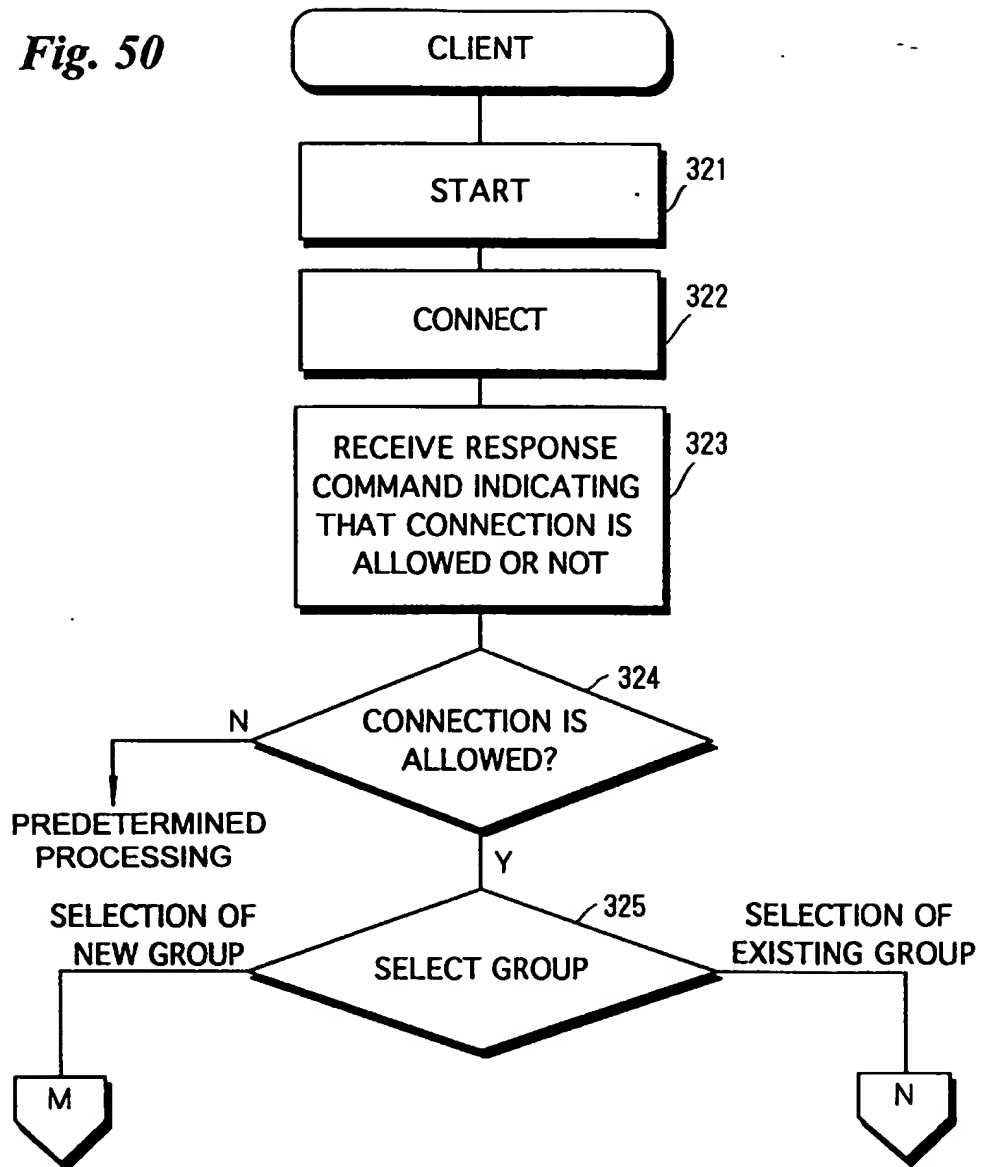 Fig. 50
CLIENT
START
321
CONNECT
322
RECEIVE RESPONSE
COMMAND INDICATING
THAT CONNECTION IS
ALLOWED OR NOT
323
324
CONNECTION IS
ALLOWED?
N
PREDETERMINED
PROCESSING
Y
325
SELECT GROUP
SELECTION OF
NEW GROUP
SELECTION OF
EXISTING GROUP
M
N